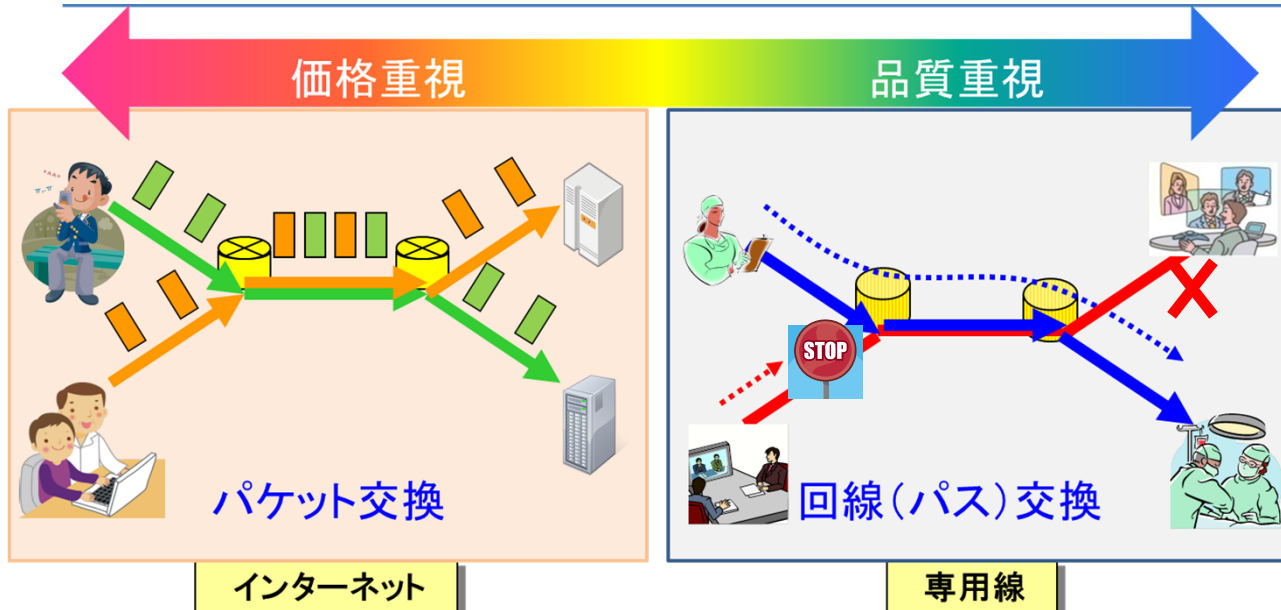 価格重視
品質重視
STOP
パケット交換
回線(パス)交換
インターネット
専用線